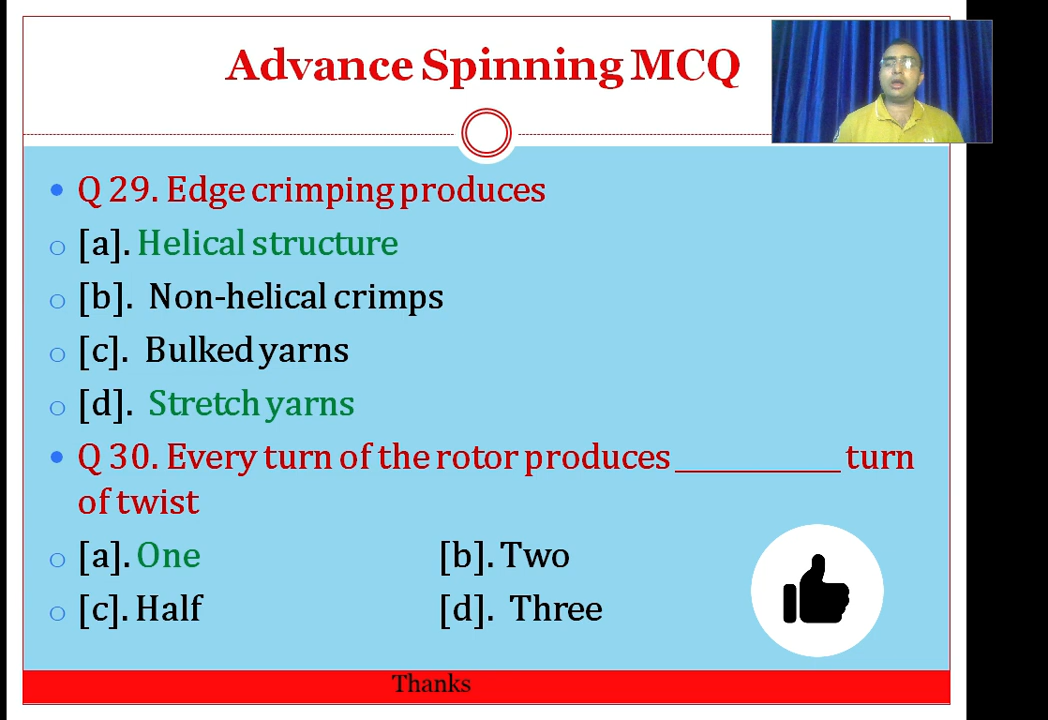 Advance Spinning MCQ
Q 29. Edge crimping produces
[a]. Helical structure
[b]. Non-helical crimps
[c]. Bulked yarns
[d]. Stretch yarns
Q 30. Every turn of the rotor produces __________ turn
of twist
[a]. One [b]. Two
[c]. Half [d]. Three
Thanks